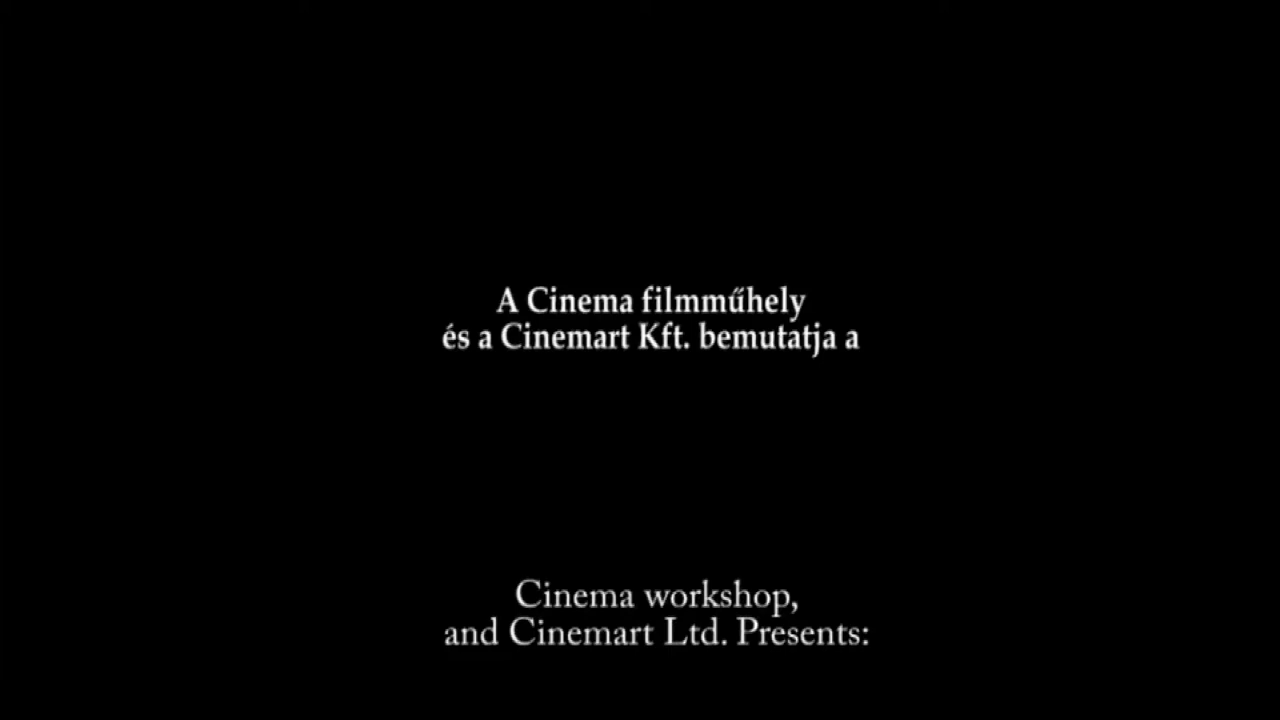 A Cinema filmműhely
és a Cinemart Kft. bemutatja a
Cinema workshop,
and Cinemart Ltd. Presents: